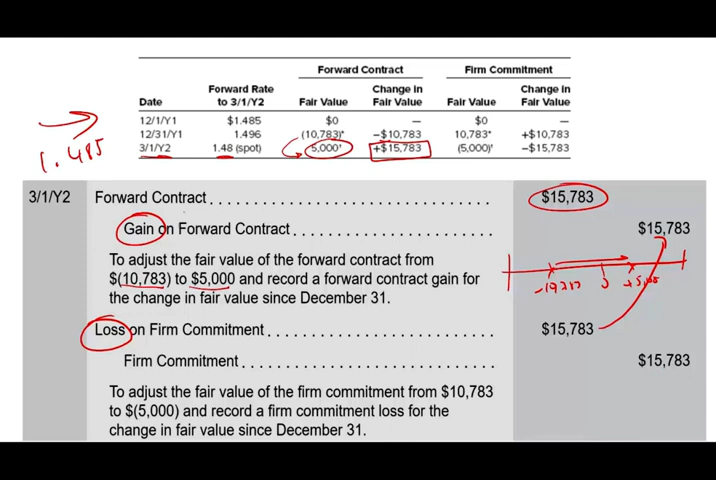 Forward Contract Firm Commitment
Forward Rate Change in Change in
Date to 3/1/Y2 Fair Value Fair Value Fair Value Fair Value
12/1/Y1 $1.485 $0 — $0 —
12/31/Y1 1.496 (10,783)* −$10,783 10,783* +$10,783
3/1/Y2 1.48 (spot) 5,000† +$15,783 (5,000)† −$15,783
1.485
3/1/Y2 Forward Contract . . . . . . . . . . . . . . . . . . . . . . . . . . . . . . . . . $15,783
Gain on Forward Contract . . . . . . . . . . . . . . . . . . . . . . . $15,783
To adjust the fair value of the forward contract from
$(10,783) to $5,000 and record a forward contract gain for
the change in fair value since December 31.
Loss on Firm Commitment . . . . . . . . . . . . . . . . . . . . . . . . . . $15,783
Firm Commitment . . . . . . . . . . . . . . . . . . . . . . . . . . . . . $15,783
To adjust the fair value of the firm commitment from $10,783
to $(5,000) and record a firm commitment loss for the
change in fair value since December 31.